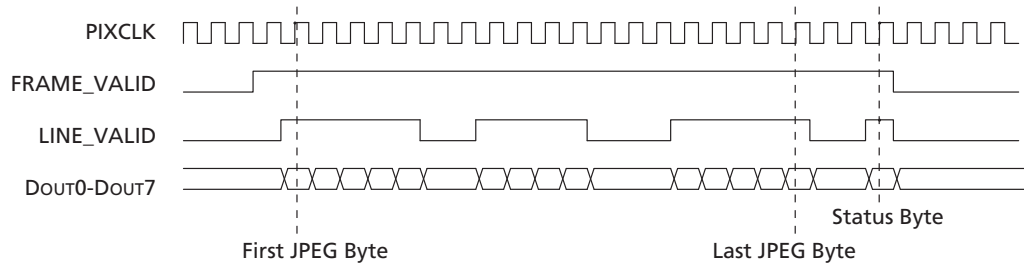 PIXCLK
FRAME_VALID
LINE_VALID
DOUT0-DOUT7
Status Byte
First JPEG Byte
Last JPEG Byte